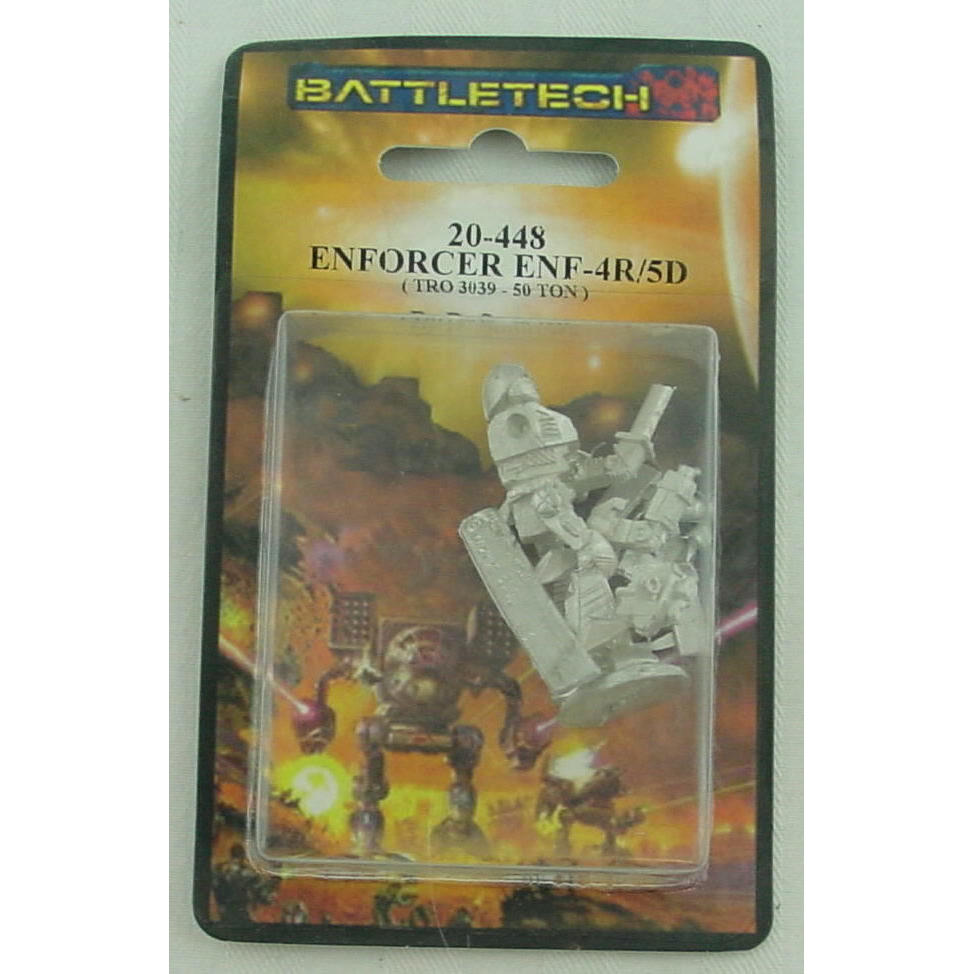 BATTLETECH
20-448
ENFORCER ENF-4R/5D
( TRO 3039 - 50 TON )